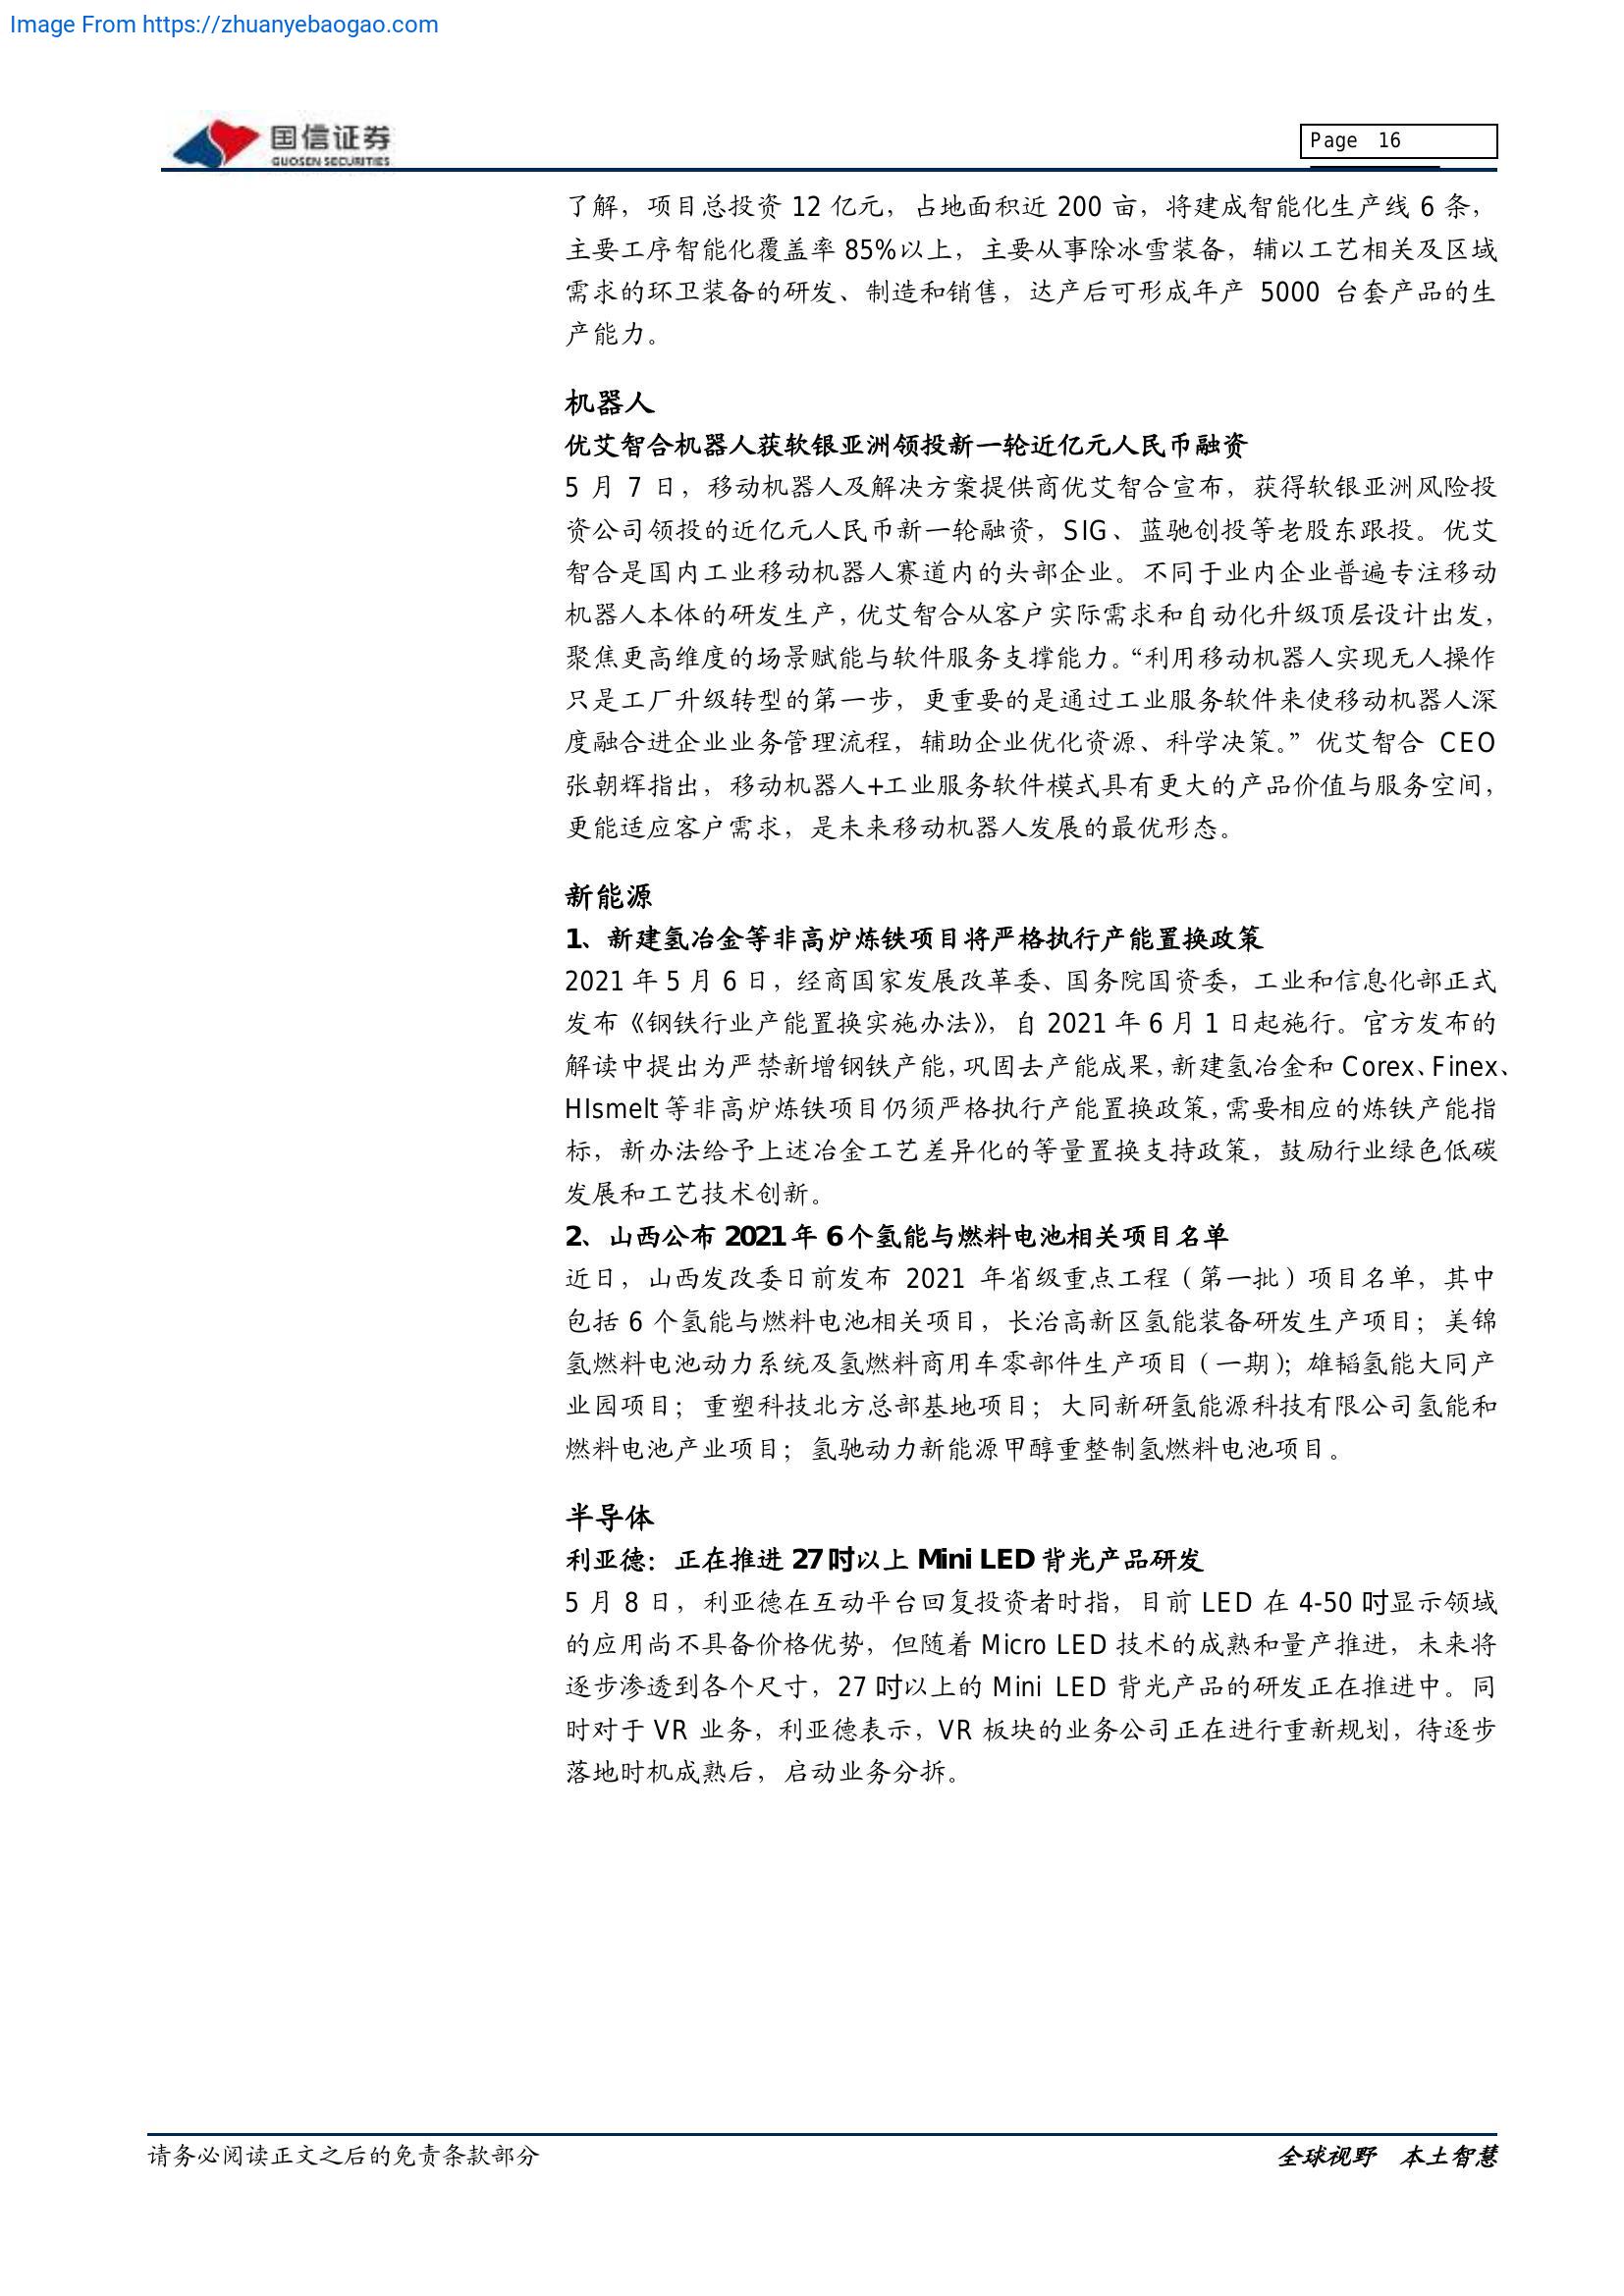 Image From https://zhuanyebaogao.com
国信证券
GUOSEN SECURITIES
Page 16
了解，项目总投资 12 亿元，占地面积近 200 亩，将建成智能化生产线 6 条，
主要工序智能化覆盖率 85%以上，主要从事除冰雪装备，辅以工艺相关及区域
需求的环卫装备的研发、制造和销售，达产后可形成年产 5000 台套产品的生
产能力。
机器人
优艾智合机器人获软银亚洲领投新一轮近亿元人民币融资
5 月 7 日，移动机器人及解决方案提供商优艾智合宣布，获得软银亚洲风险投
资公司领投的近亿元人民币新一轮融资，SIG、蓝驰创投等老股东跟投。优艾
智合是国内工业移动机器人赛道内的头部企业。不同于业内企业普遍专注移动
机器人本体的研发生产，优艾智合从客户实际需求和自动化升级顶层设计出发，
聚焦更高维度的场景赋能与软件服务支撑能力。“利用移动机器人实现无人操作
只是工厂升级转型的第一步，更重要的是通过工业服务软件来使移动机器人深
度融合进企业业务管理流程，辅助企业优化资源、科学决策。”优艾智合 CEO
张朝辉指出，移动机器人+工业服务软件模式具有更大的产品价值与服务空间，
更能适应客户需求，是未来移动机器人发展的最优形态。
新能源
1、新建氢冶金等非高炉炼铁项目将严格执行产能置换政策
2021 年 5 月 6 日，经商国家发展改革委、国务院国资委，工业和信息化部正式
发布《钢铁行业产能置换实施办法》，自 2021 年 6 月 1 日起施行。官方发布的
解读中提出为严禁新增钢铁产能，巩固去产能成果，新建氢冶金和 Corex、Finex、
HIsmelt 等非高炉炼铁项目仍须严格执行产能置换政策，需要相应的炼铁产能指
标，新办法给予上述冶金工艺差异化的等量置换支持政策，鼓励行业绿色低碳
发展和工艺技术创新。
2、山西公布 2021 年 6 个氢能与燃料电池相关项目名单
近日，山西发改委日前发布 2021 年省级重点工程（第一批）项目名单，其中
包括 6 个氢能与燃料电池相关项目，长治高新区氢能装备研发生产项目；美锦
氢燃料电池动力系统及氢燃料商用车零部件生产项目（一期）；雄韬氢能大同产
业园项目；重塑科技北方总部基地项目；大同新研氢能源科技有限公司氢能和
燃料电池产业项目；氢驰动力新能源甲醇重整制氢燃料电池项目。
半导体
利亚德：正在推进 27 吋以上 Mini LED 背光产品研发
5 月 8 日，利亚德在互动平台回复投资者时指，目前 LED 在 4-50 吋显示领域
的应用尚不具备价格优势，但随着 Micro LED 技术的成熟和量产推进，未来将
逐步渗透到各个尺寸，27 吋以上的 Mini LED 背光产品的研发正在推进中。同
时对于 VR 业务，利亚德表示，VR 板块的业务公司正在进行重新规划，待逐步
落地时机成熟后，启动业务分拆。
请务必阅读正文之后的免责条款部分
全球视野 本土智慧